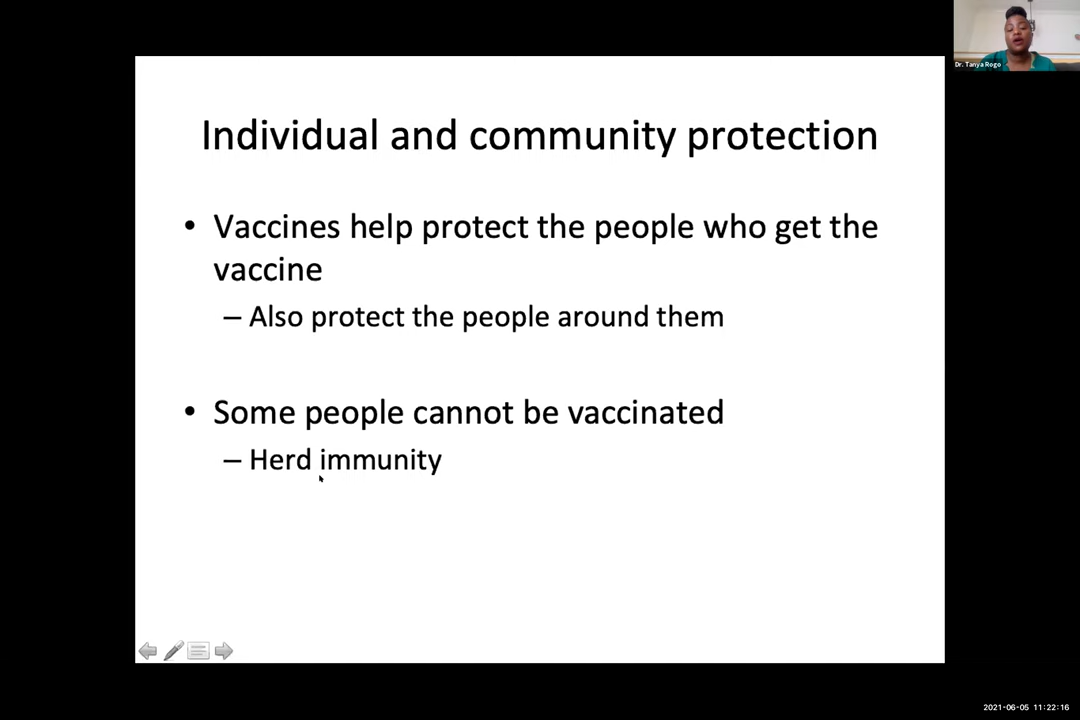 Individual and community protection
• Vaccines help protect the people who get the
vaccine
– Also protect the people around them
• Some people cannot be vaccinated
– Herd immunity
Dr. Tanya Rogo
2021-06-05 11:22:16